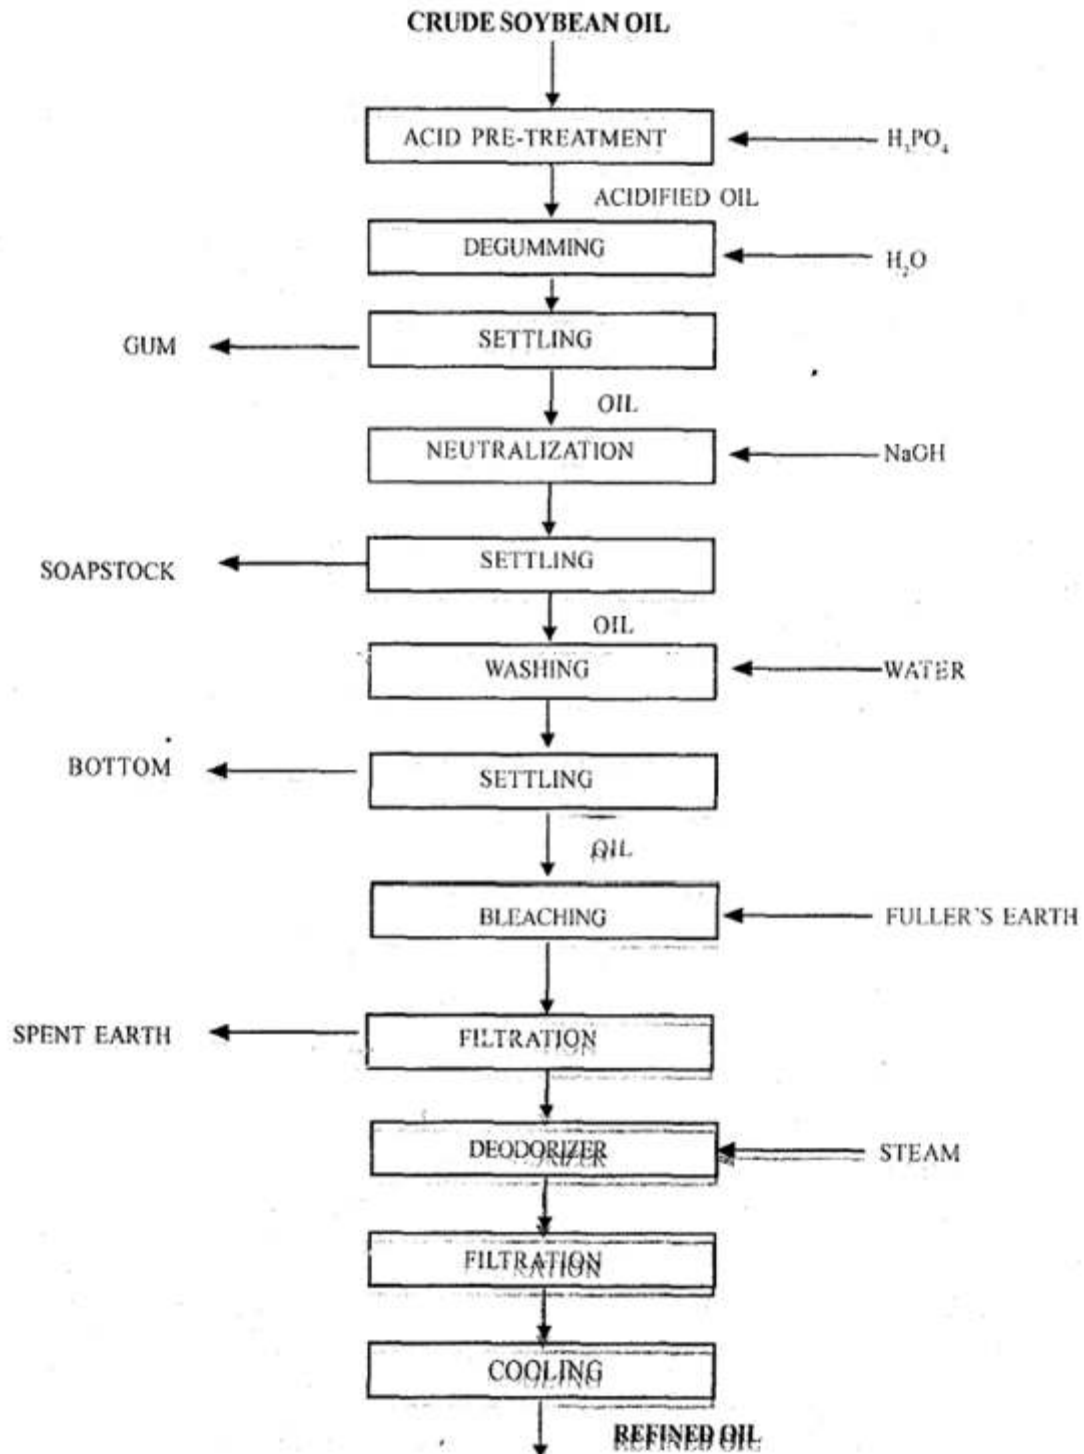 CRUDE SOYBEAN OIL
ACID PRE-TREATMENT
H₃PO₄
ACIDIFIED OIL
DEGUMMING
H₂O
SETTLING
GUM
OIL
NEUTRALIZATION
NaGH
SETTLING
SOAPSTOCK
OIL
WASHING
WATER
SETTLING
BOTTOM
OIL
BLEACHING
FULLER'S EARTH
FILTRATION
SPENT EARTH
DEODORIZER
STEAM
FILTRATION
COOLING
REFINED OIL